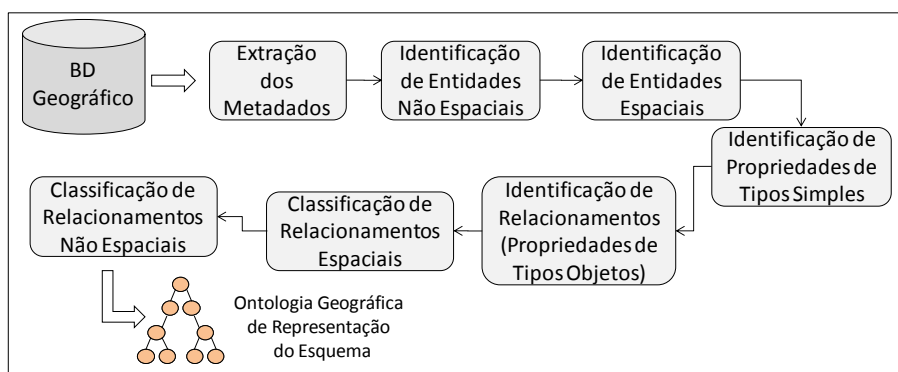 BD
Geográfico
Extração
dos
Metadados
Identificação
de Entidades
Não Espaciais
Identificação
de Entidades
Espaciais
Identificação de
Propriedades de
Tipos Simples
Identificação de
Relacionamentos
(Propriedades de
Tipos Objetos)
Classificação de
Relacionamentos
Espaciais
Classificação de
Relacionamentos
Não Espaciais
Ontologia Geográfica
de Representação
do Esquema